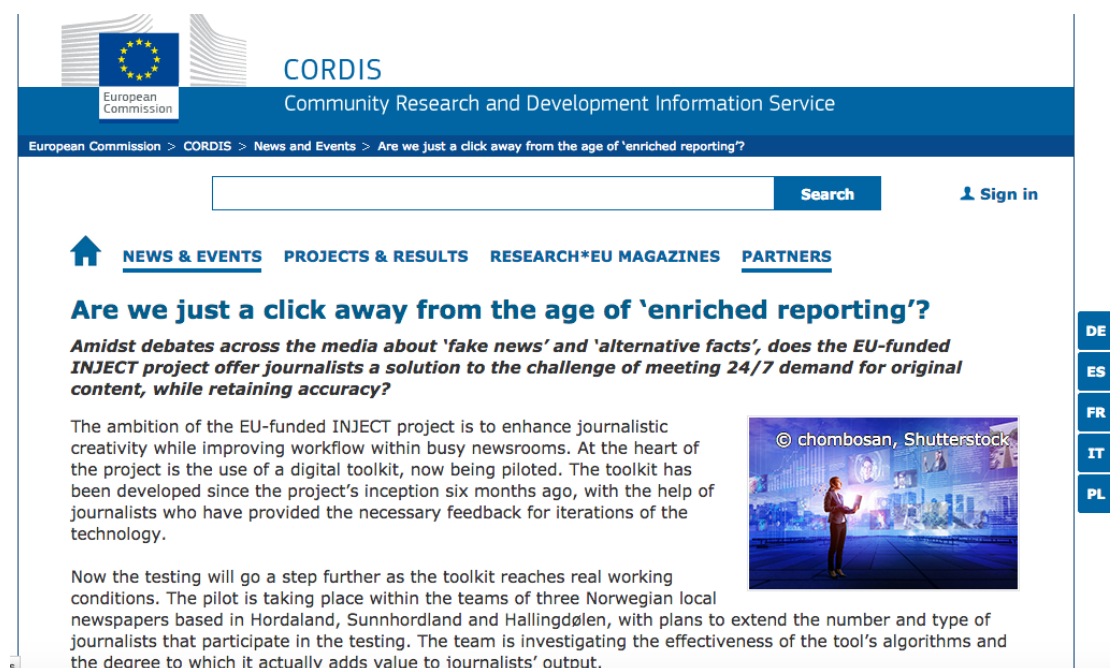 European
Commission
CORDIS
Community Research and Development Information Service
European Commission > CORDIS > News and Events > Are we just a click away from the age of ‘enriched reporting’?
Search
Sign in
NEWS & EVENTS PROJECTS & RESULTS RESEARCH*EU MAGAZINES PARTNERS
Are we just a click away from the age of ‘enriched reporting’?
Amidst debates across the media about ‘fake news’ and ‘alternative facts’, does the EU-funded
INJECT project offer journalists a solution to the challenge of meeting 24/7 demand for original
content, while retaining accuracy?
The ambition of the EU-funded INJECT project is to enhance journalistic
creativity while improving workflow within busy newsrooms. At the heart of
the project is the use of a digital toolkit, now being piloted. The toolkit has
been developed since the project’s inception six months ago, with the help of
journalists who have provided the necessary feedback for iterations of the
technology.
© chombosan, Shutterstock
Now the testing will go a step further as the toolkit reaches real working
conditions. The pilot is taking place within the teams of three Norwegian local
newspapers based in Hordaland, Sunnhordland and Hallingdølen, with plans to extend the number and type of
journalists that participate in the testing. The team is investigating the effectiveness of the tool’s algorithms and
the degree to which it actually adds value to journalists’ output.
DE
ES
FR
IT
PL